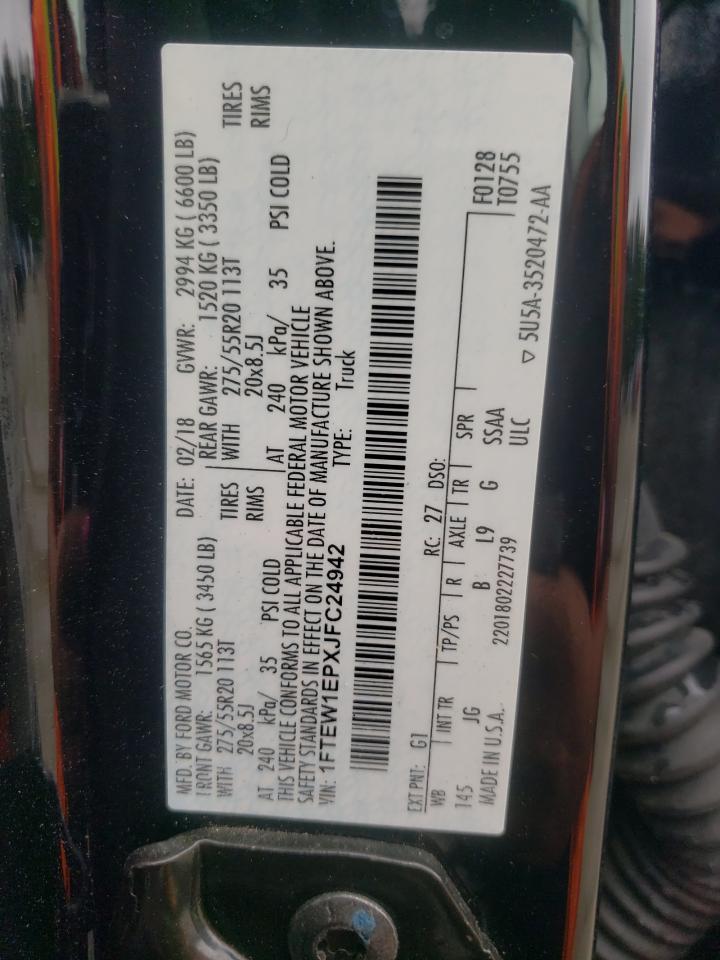 MFD. BY FORD MOTOR CO. DATE: 02/18 GVWR: 2994 KG ( 6600 LB)
FRONT GAWR: 1565 KG ( 3450 LB) REAR GAWR: 1520 KG ( 3350 LB)
WITH 275/55R20 113T TIRES WITH 275/55R20 113T TIRES
20x8.5J RIMS 20x8.5J RIMS
AT 240 kPa/ 35 PSI COLD AT 240 kPa/ 35 PSI COLD
THIS VEHICLE CONFORMS TO ALL APPLICABLE FEDERAL MOTOR VEHICLE
SAFETY STANDARDS IN EFFECT ON THE DATE OF MANUFACTURE SHOWN ABOVE.
VIN: 1FTEW1EPXJFC24942 TYPE: Truck
EXT PNT: G1 RC: 27 DSO:
WB INT TR TP/PS R AXLE TR SPR F0128
145 JG B L9 G SSAA T0755
MADE IN U.S.A. 2201802227739 ULC
▽ 5U5A-3520472-AA